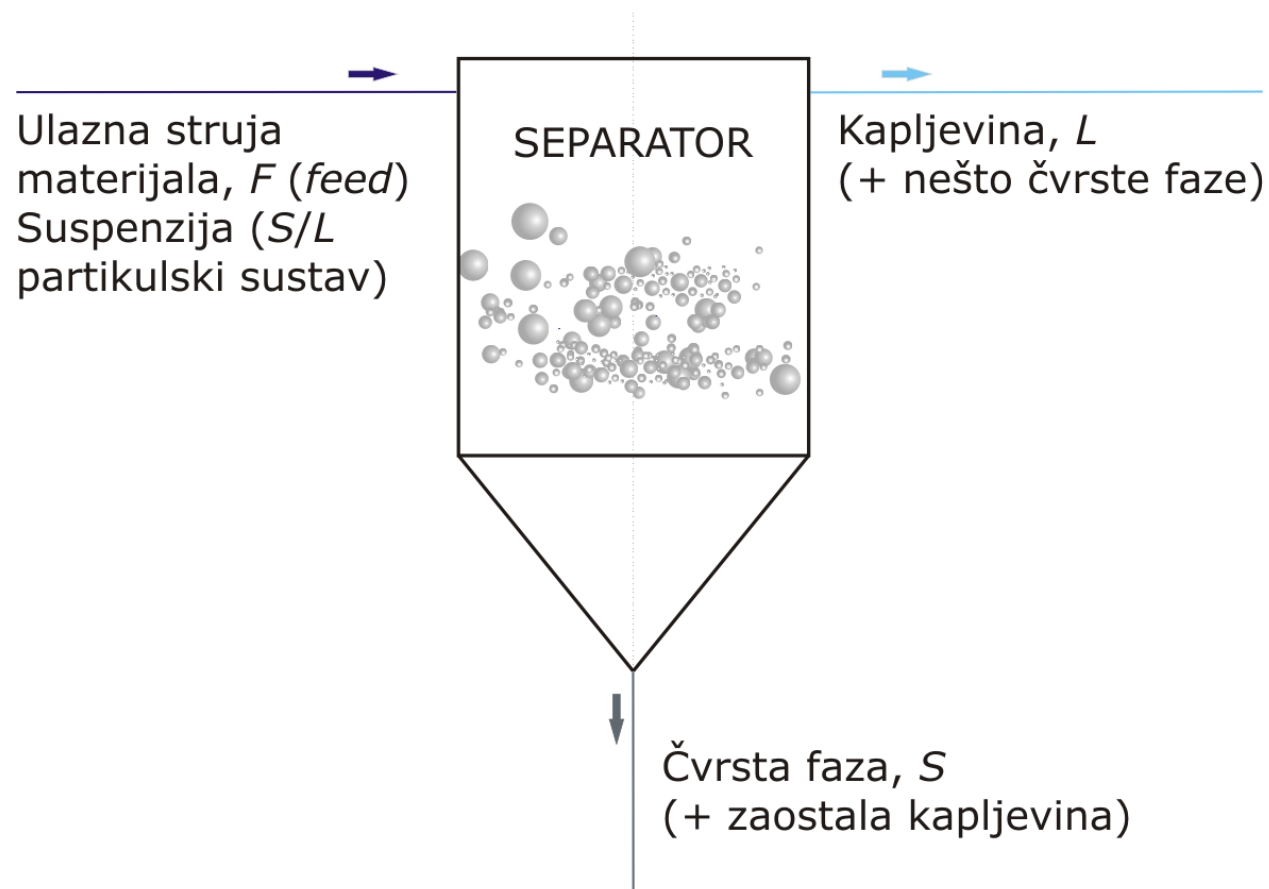 Ulazna struja
materijala, F (feed)
Suspenzija (S/L
partikulski sustav)
SEPARATOR
Kapljevina, L
(+ nešto čvrste faze)
Čvrsta faza, S
(+ zaostala kapljevina)